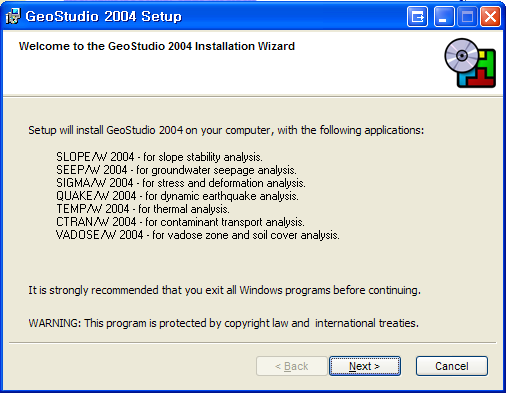 GeoStudio 2004 Setup
Welcome to the GeoStudio 2004 Installation Wizard
Setup will install GeoStudio 2004 on your computer, with the following applications:
SLOPE/W 2004 - for slope stability analysis.
SEEP/W 2004 - for groundwater seepage analysis.
SIGMA/W 2004 - for stress and deformation analysis.
QUAKE/W 2004 - for dynamic earthquake analysis.
TEMP/W 2004 - for thermal analysis.
CTRAN/W 2004 - for contaminant transport analysis.
VADOSE/W 2004 - for vadose zone and soil cover analysis.
It is strongly recommended that you exit all Windows programs before continuing.
WARNING: This program is protected by copyright law and  international treaties.
< Back Next > Cancel